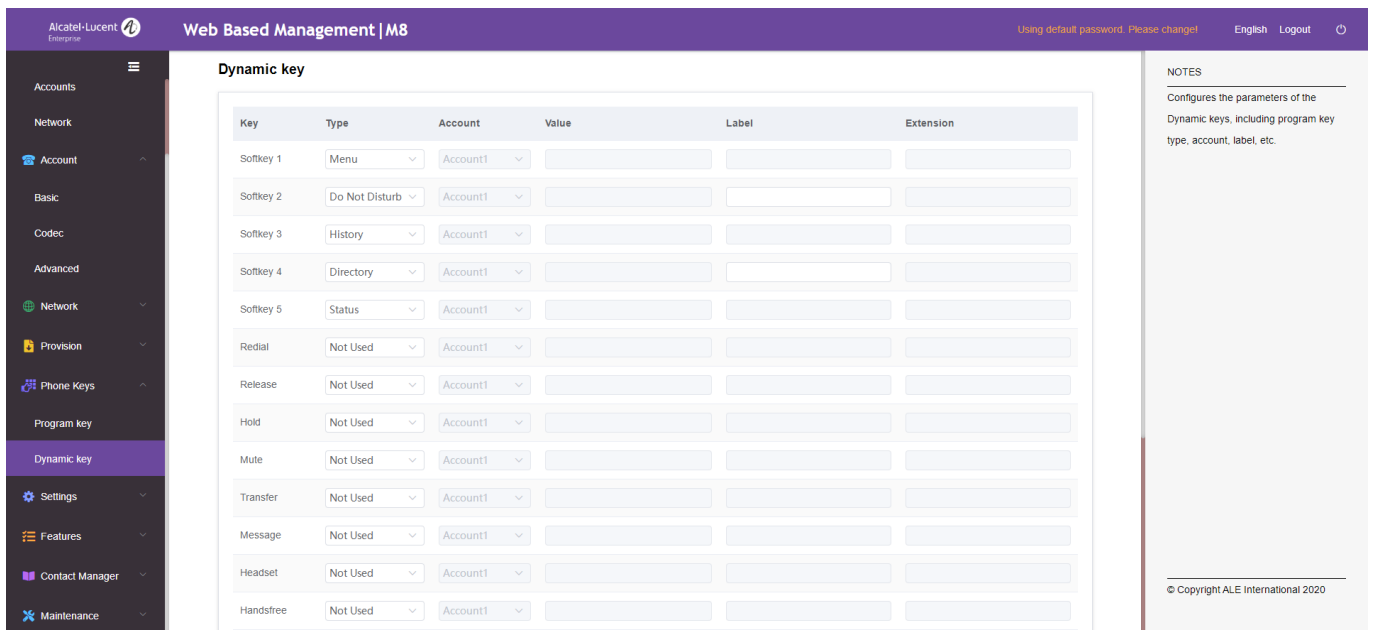 Alcatel-Lucent
Enterprise
Web Based Management | M8
Using default password. Please change!
English Logout
Accounts
Network
Account
Basic
Codec
Advanced
Network
Provision
Phone Keys
Program key
Dynamic key
Settings
Features
Contact Manager
Maintenance
Dynamic key
Key Type Account Value Label Extension
Softkey 1 Menu Account1
Softkey 2 Do Not Disturb Account1
Softkey 3 History Account1
Softkey 4 Directory Account1
Softkey 5 Status Account1
Redial Not Used Account1
Release Not Used Account1
Hold Not Used Account1
Mute Not Used Account1
Transfer Not Used Account1
Message Not Used Account1
Headset Not Used Account1
Handsfree Not Used Account1
NOTES
Configures the parameters of the
Dynamic keys, including program key
type, account, label, etc.
© Copyright ALE International 2020